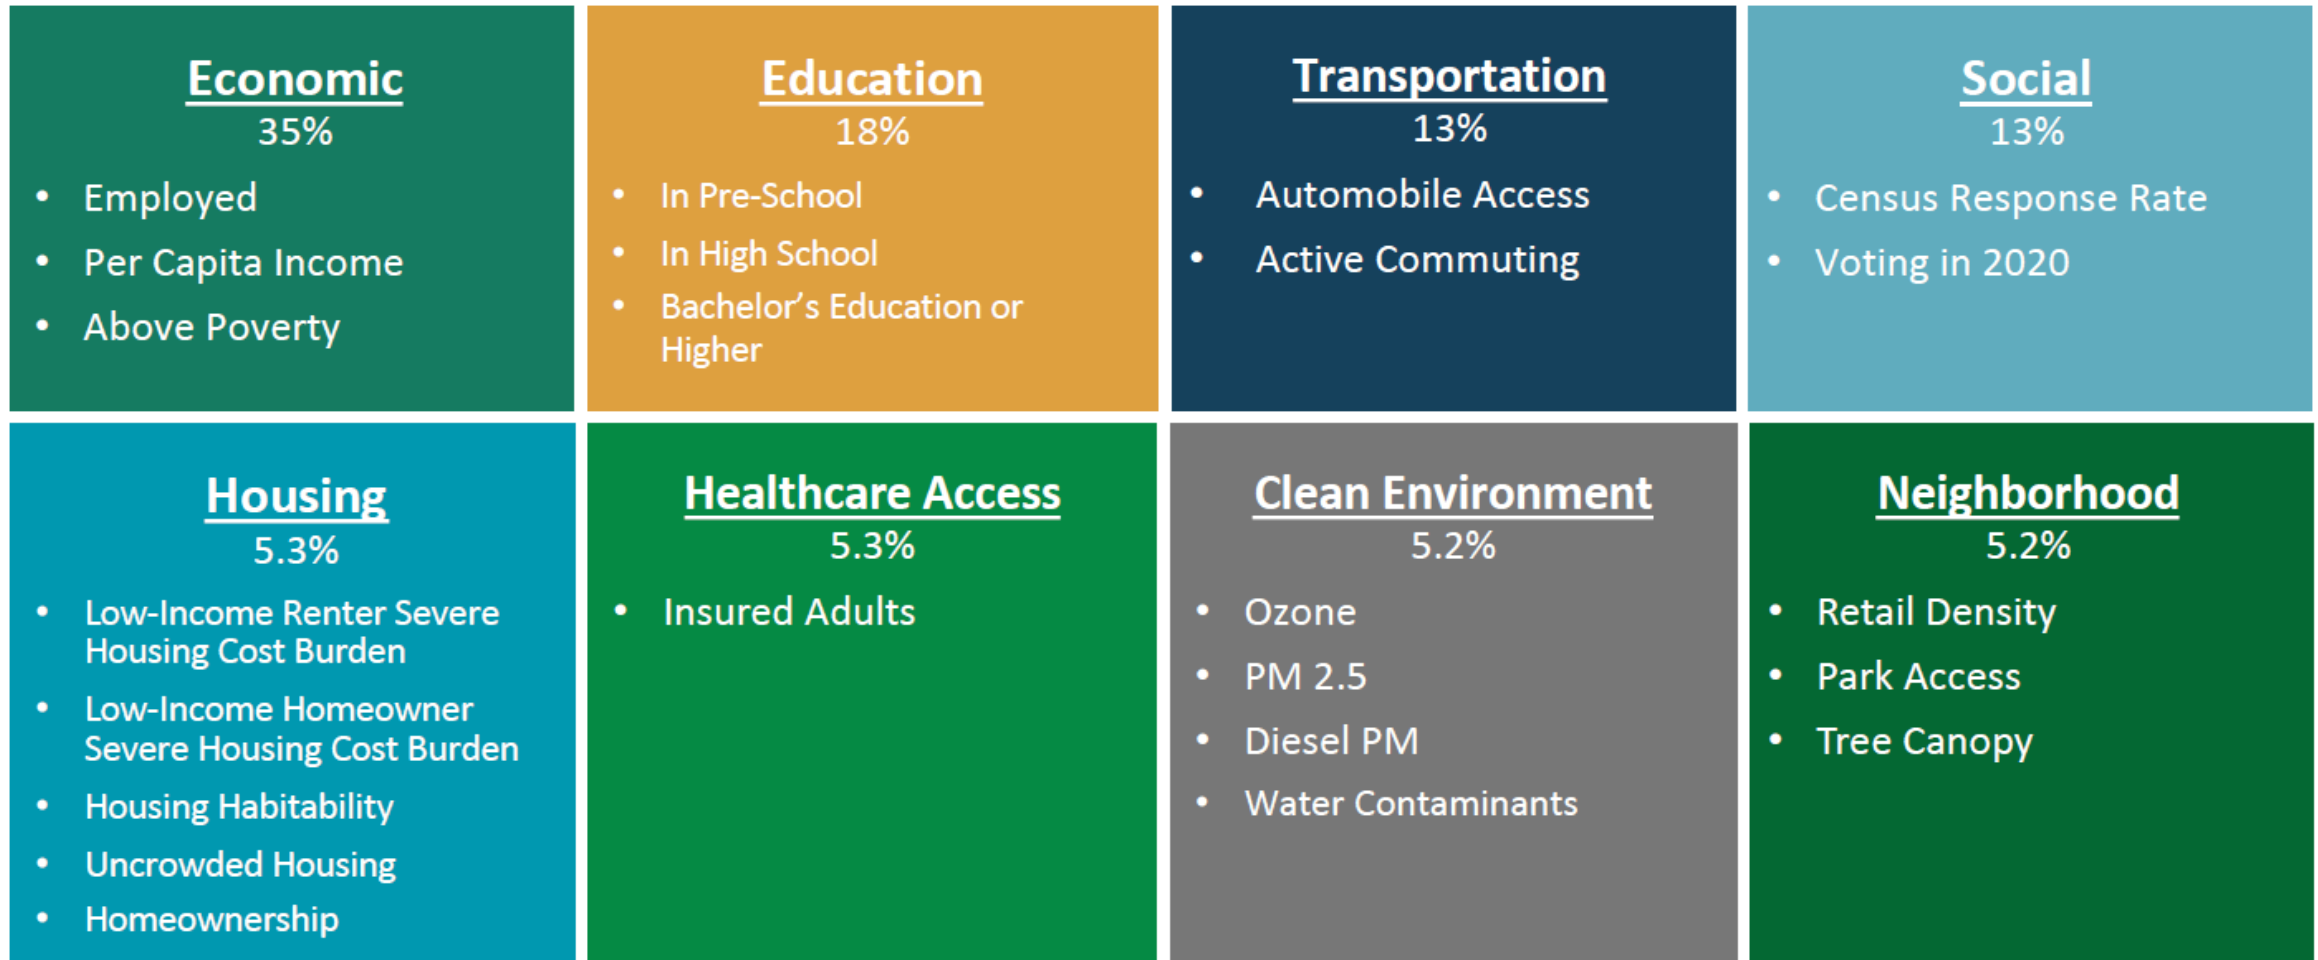 Economic
35%
• Employed
• Per Capita Income
• Above Poverty
Education
18%
• In Pre-School
• In High School
• Bachelor’s Education or
Higher
Transportation
13%
• Automobile Access
• Active Commuting
Social
13%
• Census Response Rate
• Voting in 2020
Housing
5.3%
• Low-Income Renter Severe
Housing Cost Burden
• Low-Income Homeowner
Severe Housing Cost Burden
• Housing Habitability
• Uncrowded Housing
• Homeownership
Healthcare Access
5.3%
• Insured Adults
Clean Environment
5.2%
• Ozone
• PM 2.5
• Diesel PM
• Water Contaminants
Neighborhood
5.2%
• Retail Density
• Park Access
• Tree Canopy